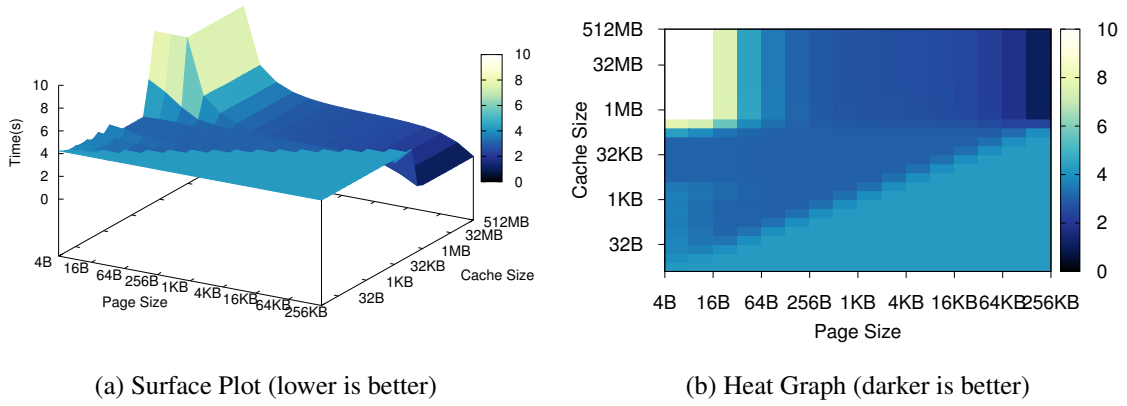 10
8
6
4
2
0
Time(s)
10
8
6
4
2
0
4B
16B
64B
256B
1KB
4KB
16KB
64KB
256KB
Page Size
32B
1KB
32KB
1MB
32MB
512MB
Cache Size
(a) Surface Plot (lower is better)
512MB
32MB
1MB
32KB
1KB
32B
Cache Size
4B 16B 64B 256B 1KB 4KB 16KB 64KB 256KB
Page Size
10
8
6
4
2
0
(b) Heat Graph (darker is better)